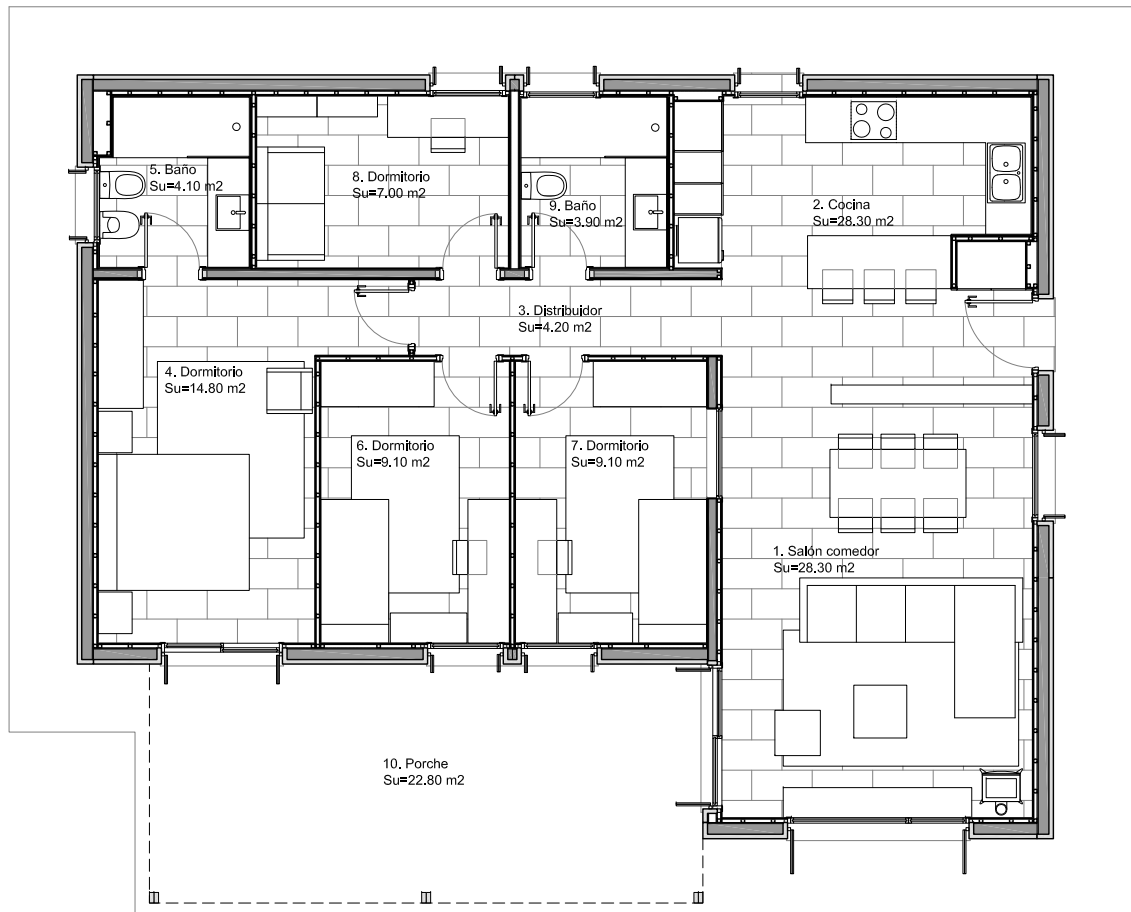 5. Baño
Su=4.10 m2
8. Dormitorio
Su=7.00 m2
9. Baño
Su=3.90 m2
2. Cocina
Su=28.30 m2
3. Distribuidor
Su=4.20 m2
4. Dormitorio
Su=14.80 m2
6. Dormitorio
Su=9.10 m2
7. Dormitorio
Su=9.10 m2
1. Salón comedor
Su=28.30 m2
10. Porche
Su=22.80 m2